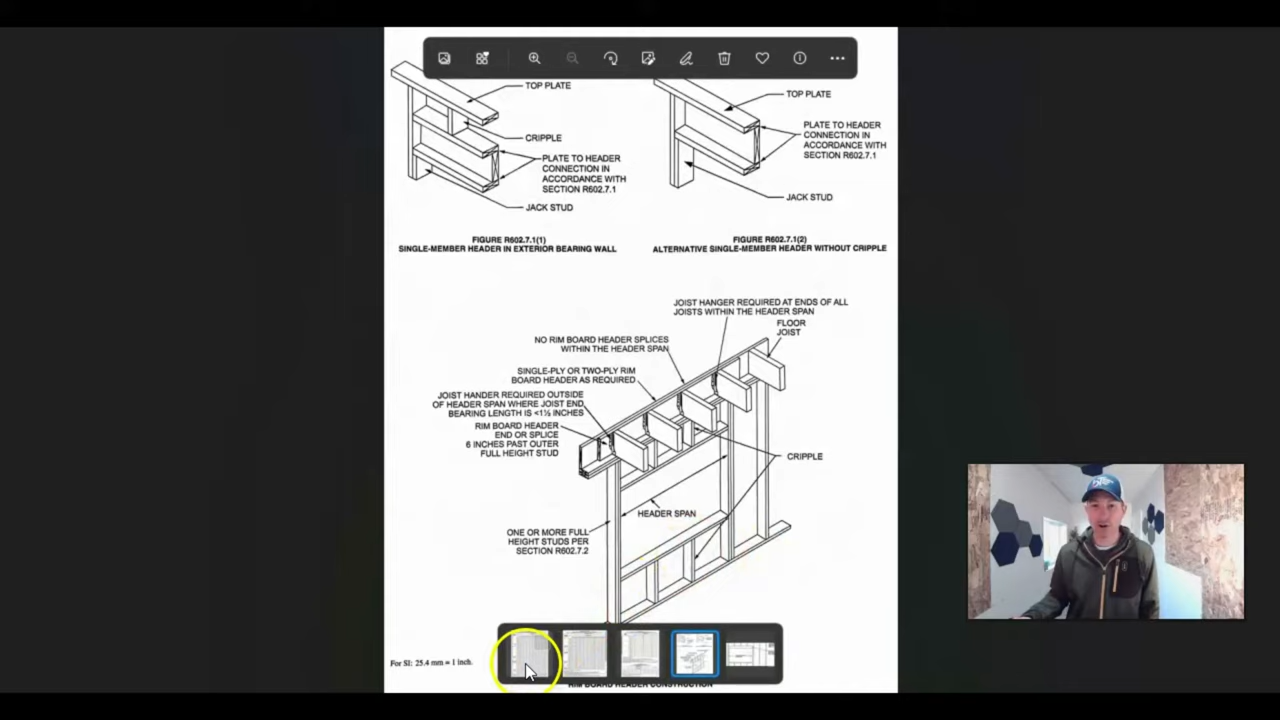 TOP PLATE
CRIPPLE
PLATE TO HEADER
CONNECTION IN
ACCORDANCE WITH
SECTION R602.7.1
JACK STUD
FIGURE R602.7.1(1)
SINGLE-MEMBER HEADER IN EXTERIOR BEARING WALL
TOP PLATE
PLATE TO HEADER
CONNECTION IN
ACCORDANCE WITH
SECTION R602.7.1
JACK STUD
FIGURE R602.7.1(2)
ALTERNATIVE SINGLE-MEMBER HEADER WITHOUT CRIPPLE
JOIST HANGER REQUIRED AT ENDS OF ALL
JOISTS WITHIN THE HEADER SPAN
FLOOR
JOIST
NO RIM BOARD HEADER SPLICES
WITHIN THE HEADER SPAN
SINGLE-PLY OR TWO-PLY RIM
BOARD HEADER AS REQUIRED
JOIST HANDER REQUIRED OUTSIDE
OF HEADER SPAN WHERE JOIST END
BEARING LENGTH IS <1½ INCHES
RIM BOARD HEADER
END OR SPLICE
6 INCHES PAST OUTER
FULL HEIGHT STUD
CRIPPLE
HEADER SPAN
ONE OR MORE FULL
HEIGHT STUDS PER
SECTION R602.7.2
For SI: 25.4 mm = 1 inch.
RIM BOARD HEADER CONSTRUCTION